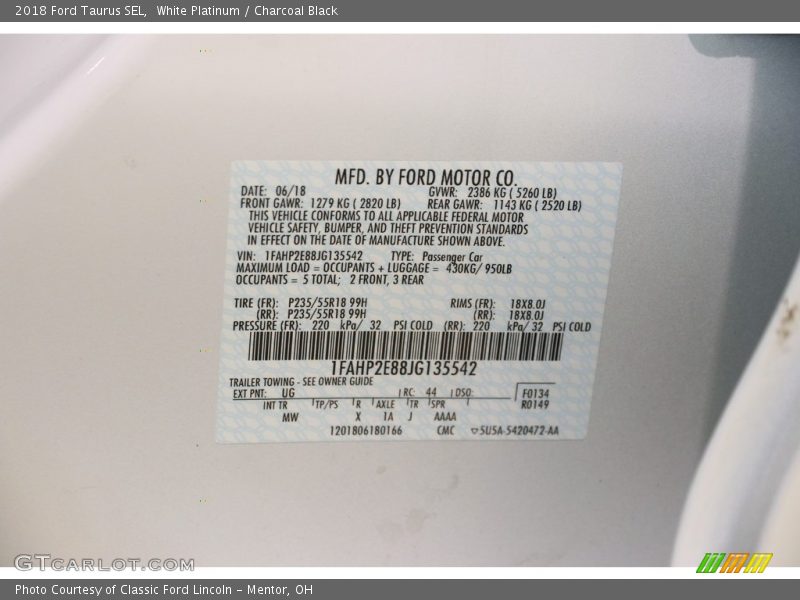 2018 Ford Taurus SEL, White Platinum / Charcoal Black
MFD. BY FORD MOTOR CO.
DATE: 06/18 GVWR: 2386 KG ( 5260 LB)
FRONT GAWR: 1279 KG ( 2820 LB) REAR GAWR: 1143 KG ( 2520 LB)
THIS VEHICLE CONFORMS TO ALL APPLICABLE FEDERAL MOTOR
VEHICLE SAFETY, BUMPER, AND THEFT PREVENTION STANDARDS
IN EFFECT ON THE DATE OF MANUFACTURE SHOWN ABOVE.
VIN: 1FAHP2E88JG135542 TYPE: Passenger Car
MAXIMUM LOAD = OCCUPANTS + LUGGAGE = 430KG/ 950LB
OCCUPANTS = 5 TOTAL; 2 FRONT, 3 REAR
TIRE (FR): P235/55R18 99H RIMS (FR): 18X8.0J
(RR): P235/55R18 99H (RR): 18X8.0J
PRESSURE (FR): 220 kPa/ 32 PSI COLD (RR): 220 kPa/ 32 PSI COLD
1FAHP2E88JG135542
TRAILER TOWING - SEE OWNER GUIDE
EXT PNT: UG RC: 44 DSO: F0134
INT TR TP/PS R AXLE TR SPR R0149
MW X 1A J AAAA
1201806180166 CMC 5U5A-5420472-AA
GTCarLot.com
Photo Courtesy of Classic Ford Lincoln - Mentor, OH